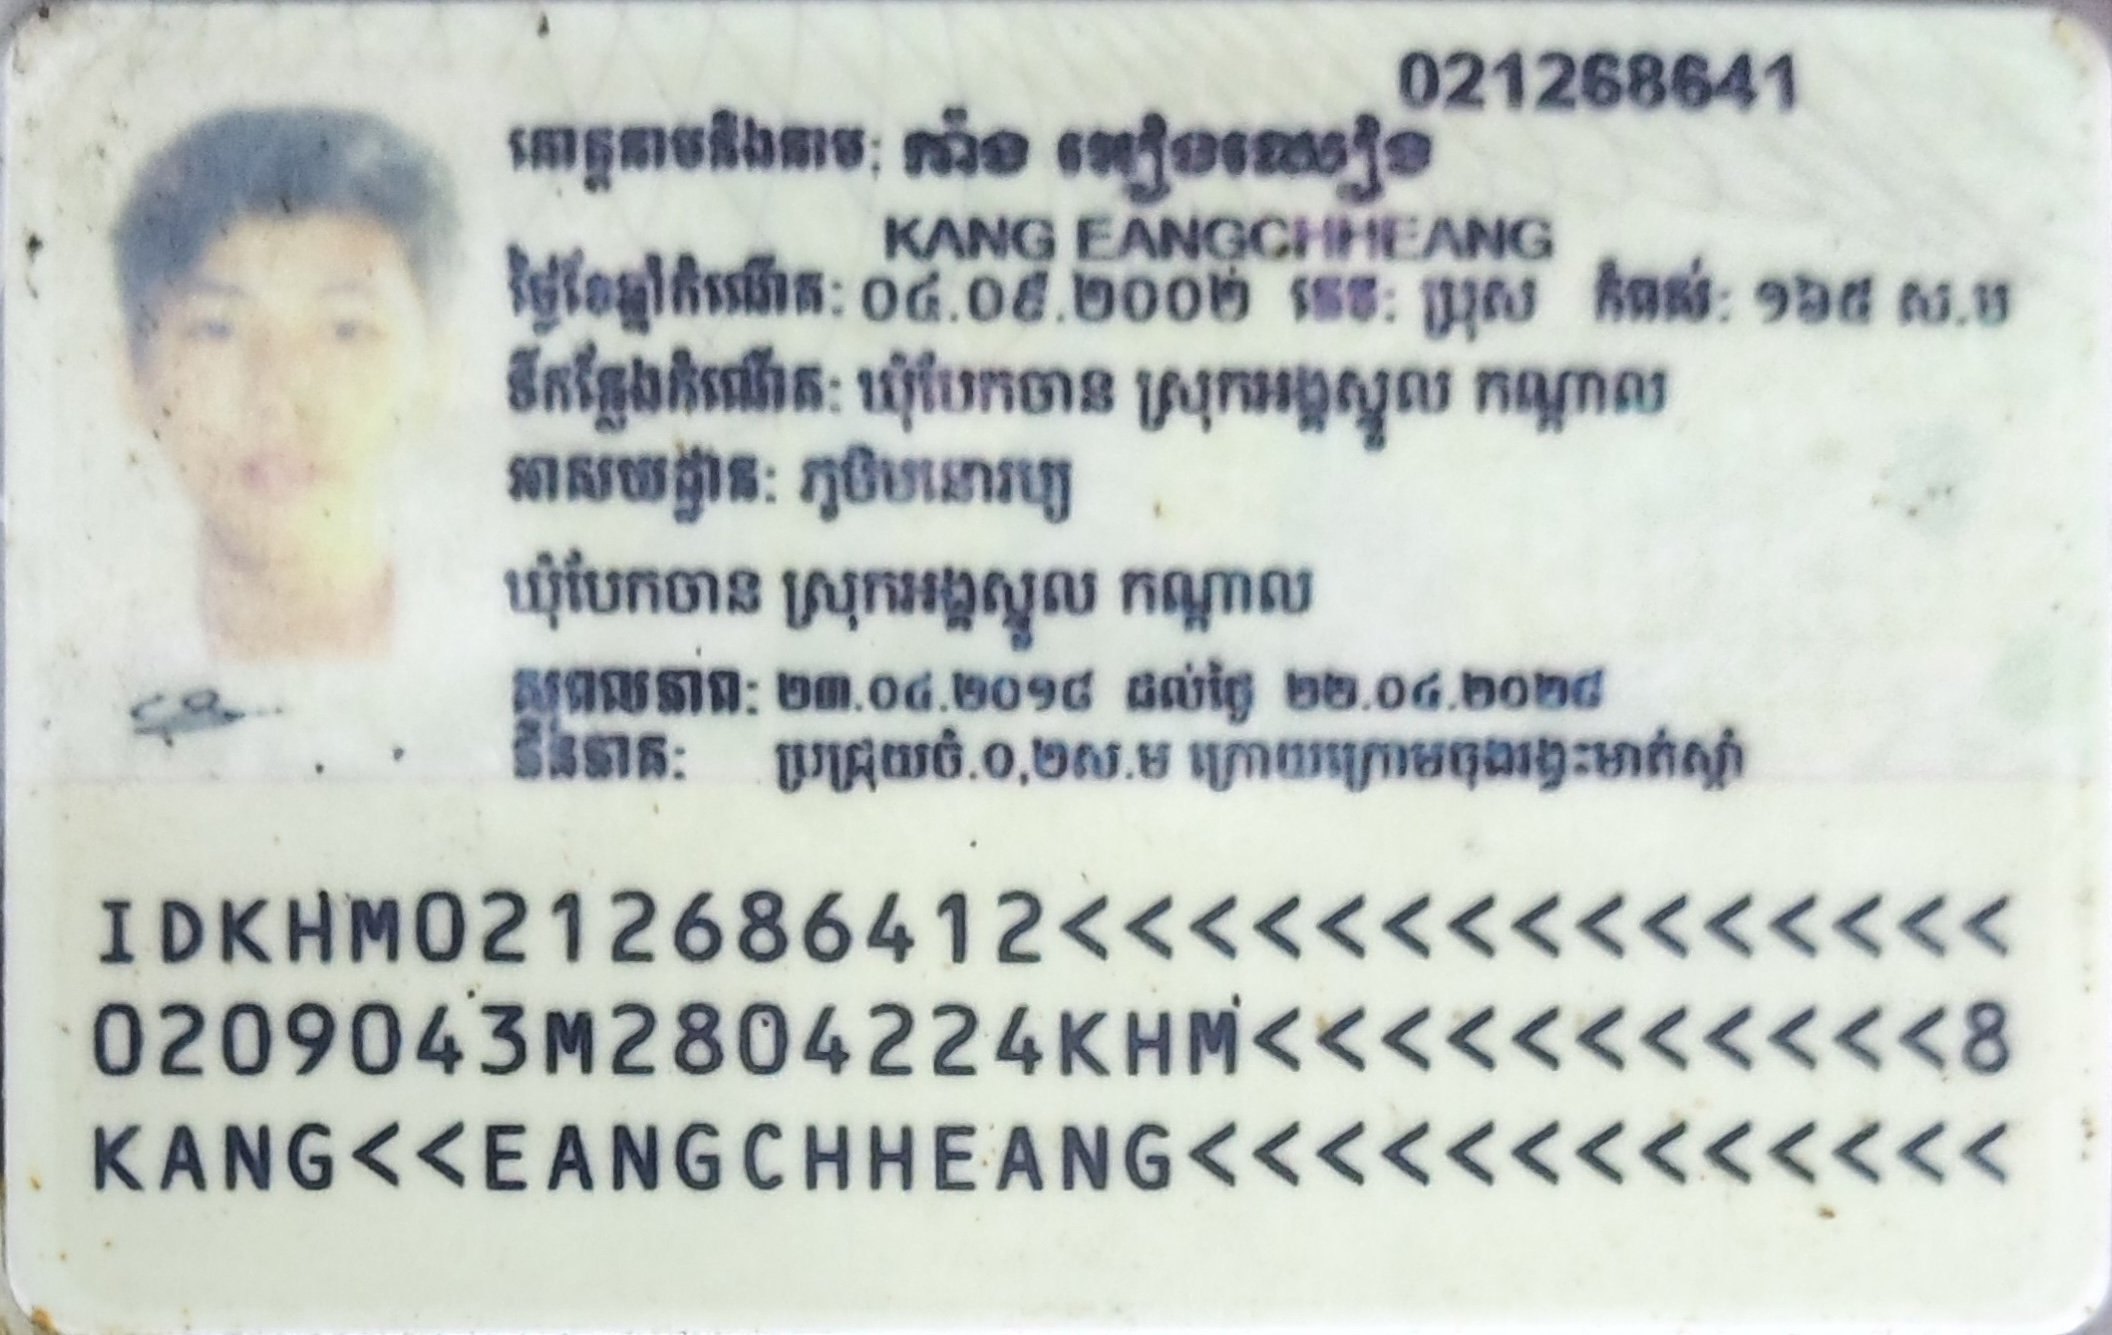 021268641
គោត្តនាមនិងនាម: កាំង អៀងឈៀង
KANG EANGCHHEANG
ថ្ងៃខែឆ្នាំកំណើត: ០៤.០៩.២០០២ ភេទ: ប្រុស កំពស់: ១៦៥ ស.ម
ទីកន្លែងកំណើត: ឃុំបែកចាន ស្រុកអង្គស្នួល កណ្ដាល
អាសយដ្ឋាន: ភូមិមនោរម្យ
ឃុំបែកចាន ស្រុកអង្គស្នួល កណ្ដាល
សុពលភាព: ២៣.០៤.២០១៨ ដល់ថ្ងៃ ២២.០៤.២០២៨
ភិនភាគ: ប្រជ្រុយចំ.០,២ស.ម ក្រោយក្រោមចុងរង្វះមាត់ស្ដាំ
IDKHM0212686412<<<<<<<<<<<<<<<
0209043M2804224KHM<<<<<<<<<<<8
KANG<<EANGCHHEANG<<<<<<<<<<<<<